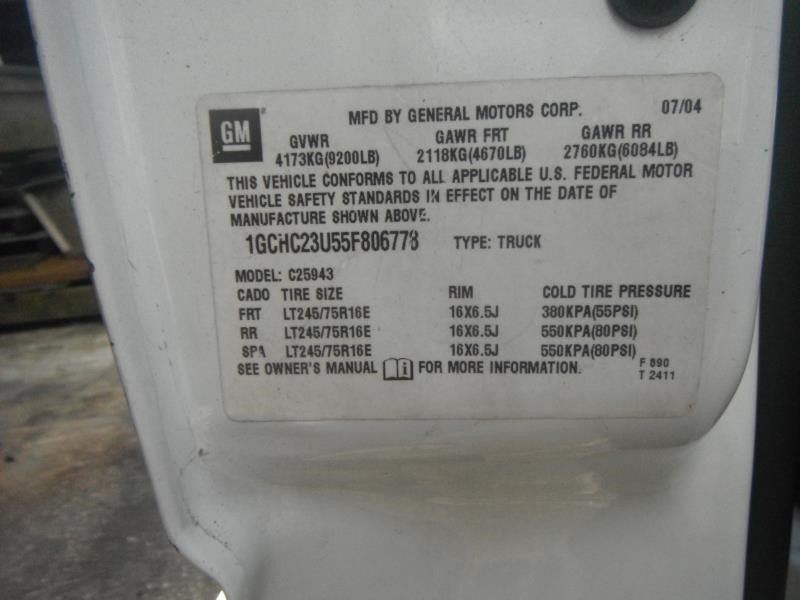 GM
MFD BY GENERAL MOTORS CORP. 07/04
GVWR GAWR FRT GAWR RR
4173KG(9200LB) 2118KG(4670LB) 2760KG(6084LB)
THIS VEHICLE CONFORMS TO ALL APPLICABLE U.S. FEDERAL MOTOR
VEHICLE SAFETY STANDARDS IN EFFECT ON THE DATE OF
MANUFACTURE SHOWN ABOVE.
1GCHC23U55F806778 TYPE: TRUCK
MODEL: C25943
CADO TIRE SIZE RIM COLD TIRE PRESSURE
FRT LT245/75R16E 16X6.5J 380KPA(55PSI)
RR LT245/75R16E 16X6.5J 550KPA(80PSI)
SPA LT245/75R16E 16X6.5J 550KPA(80PSI)
SEE OWNER'S MANUAL i FOR MORE INFORMATION.
F 890
T 2411